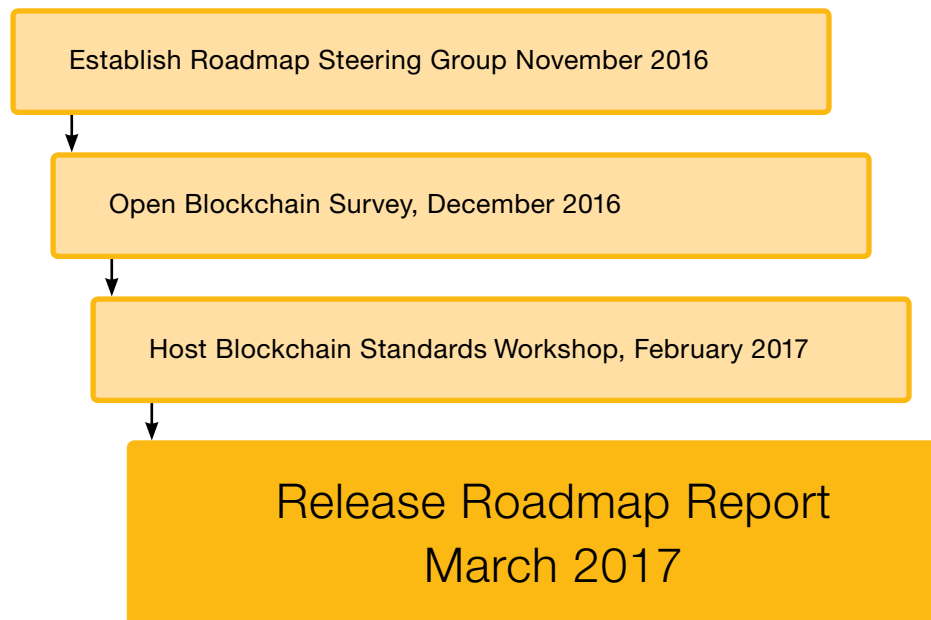 Establish Roadmap Steering Group November 2016
Open Blockchain Survey, December 2016
Host Blockchain Standards Workshop, February 2017
Release Roadmap Report
March 2017